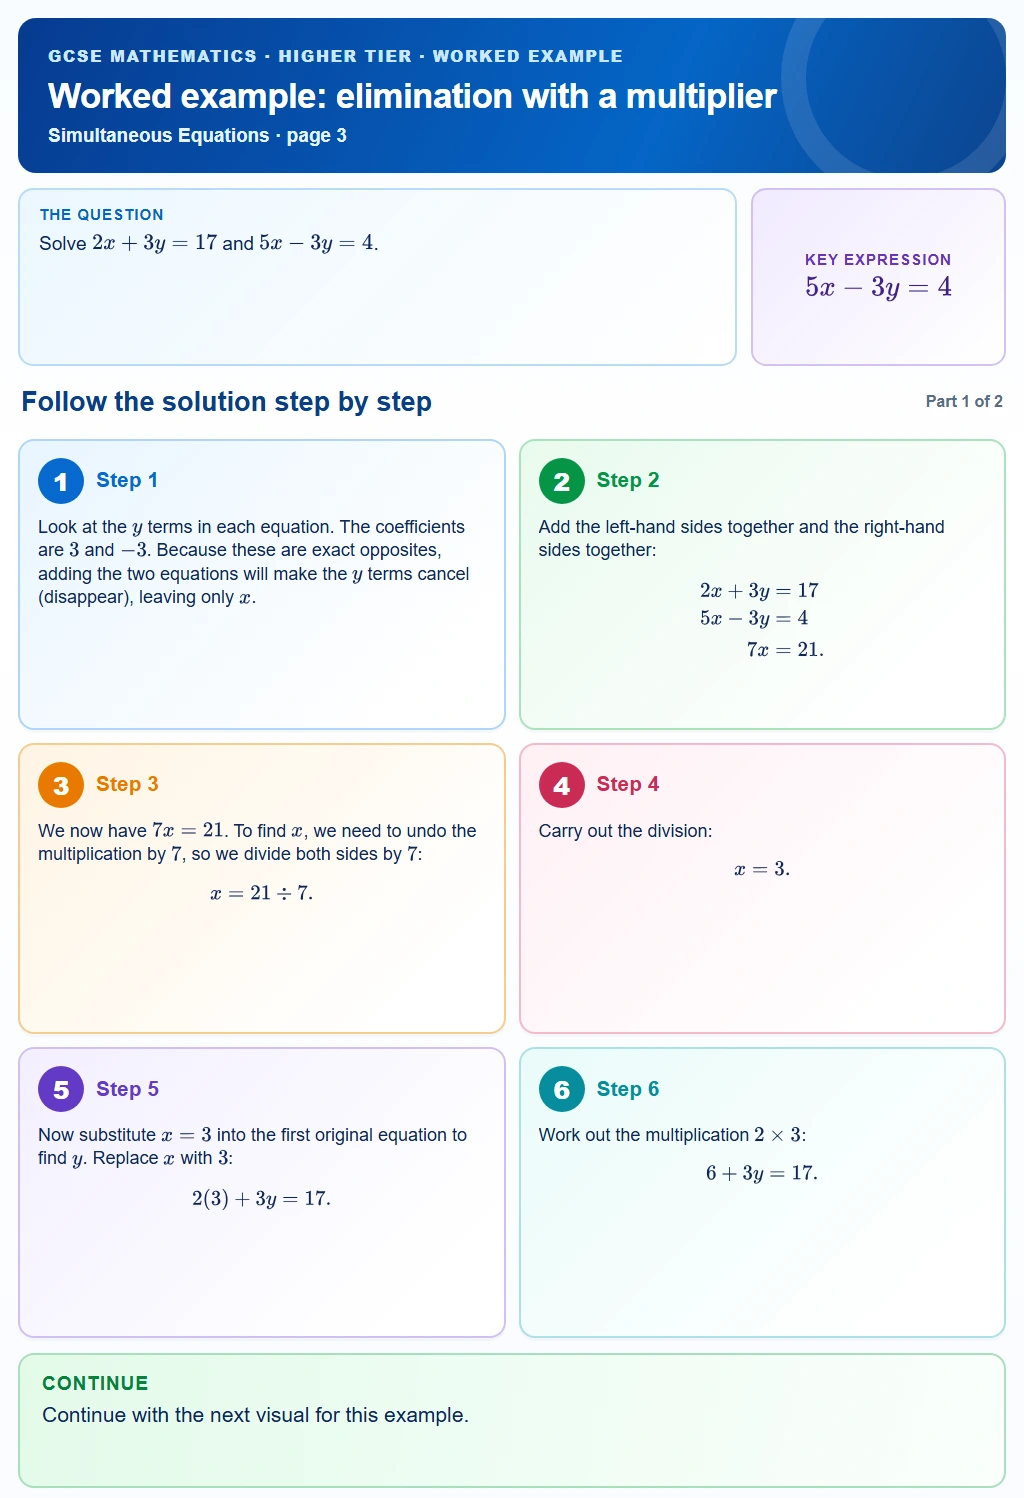 GCSE MATHEMATICS · HIGHER TIER · WORKED EXAMPLE
Worked example: elimination with a multiplier
Simultaneous Equations · page 3
THE QUESTION
Solve 2x + 3y = 17 and 5x − 3y = 4.
KEY EXPRESSION
5x − 3y = 4
Follow the solution step by step
Part 1 of 2
1 Step 1
Look at the y terms in each equation. The coefficients
are 3 and −3. Because these are exact opposites,
adding the two equations will make the y terms cancel
(disappear), leaving only x.
2 Step 2
Add the left-hand sides together and the right-hand
sides together:
2x + 3y = 17
5x − 3y = 4
7x = 21.
3 Step 3
We now have 7x = 21. To find x, we need to undo the
multiplication by 7, so we divide both sides by 7:
x = 21 ÷ 7.
4 Step 4
Carry out the division:
x = 3.
5 Step 5
Now substitute x = 3 into the first original equation to
find y. Replace x with 3:
2(3) + 3y = 17.
6 Step 6
Work out the multiplication 2 × 3:
6 + 3y = 17.
CONTINUE
Continue with the next visual for this example.